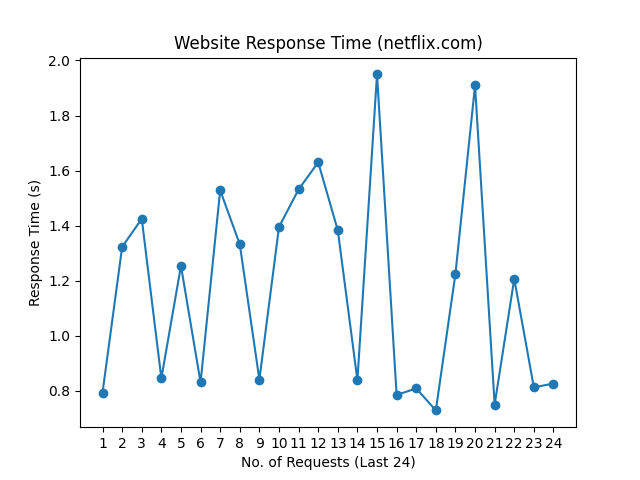 Website Response Time (netflix.com)
Response Time (s)
2.0
1.8
1.6
1.4
1.2
1.0
0.8
1 2 3 4 5 6 7 8 9 10 11 12 13 14 15 16 17 18 19 20 21 22 23 24
No. of Requests (Last 24)